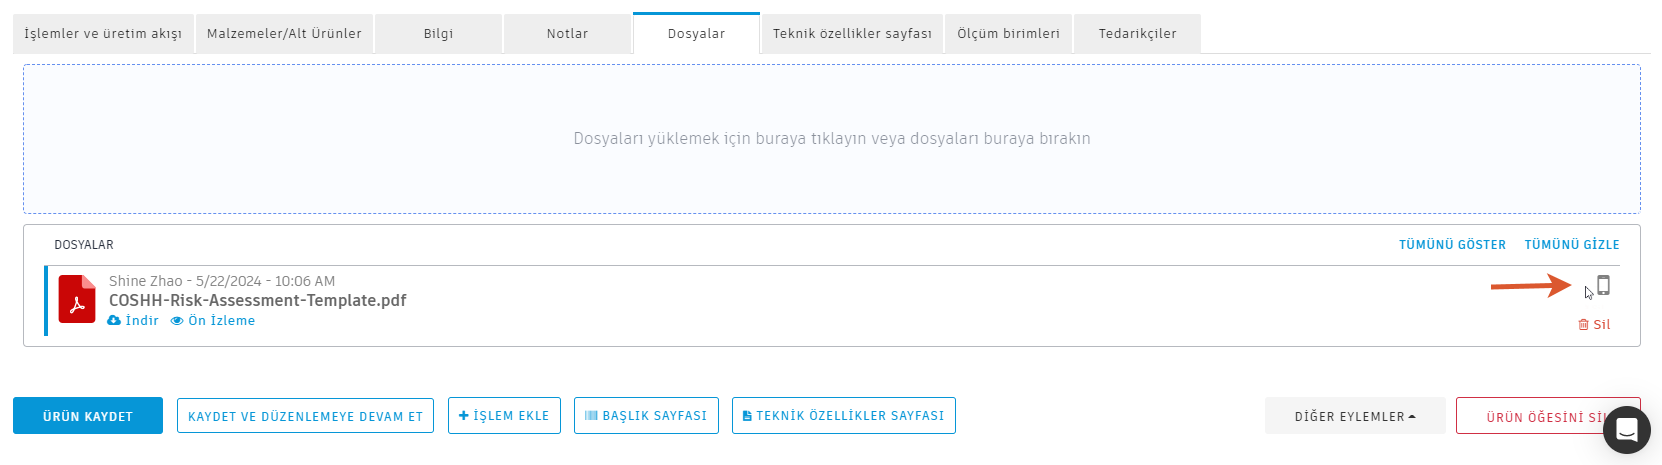 İşlemler ve üretim akışı Malzemeler/Alt Ürünler Bilgi Notlar Dosyalar Teknik özellikler sayfası Ölçüm birimleri Tedarikçiler
Dosyaları yüklemek için buraya tıklayın veya dosyaları buraya bırakın
DOSYALAR TÜMÜNÜ GÖSTER TÜMÜNÜ GİZLE
Shine Zhao - 5/22/2024 - 10:06 AM
COSHH-Risk-Assessment-Template.pdf
İndir Ön İzleme
Sil
ÜRÜN KAYDET KAYDET VE DÜZENLEMEYE DEVAM ET İŞLEM EKLE BAŞLIK SAYFASI TEKNİK ÖZELLİKLER SAYFASI DİĞER EYLEMLER ÜRÜN ÖĞESİNİ SİL